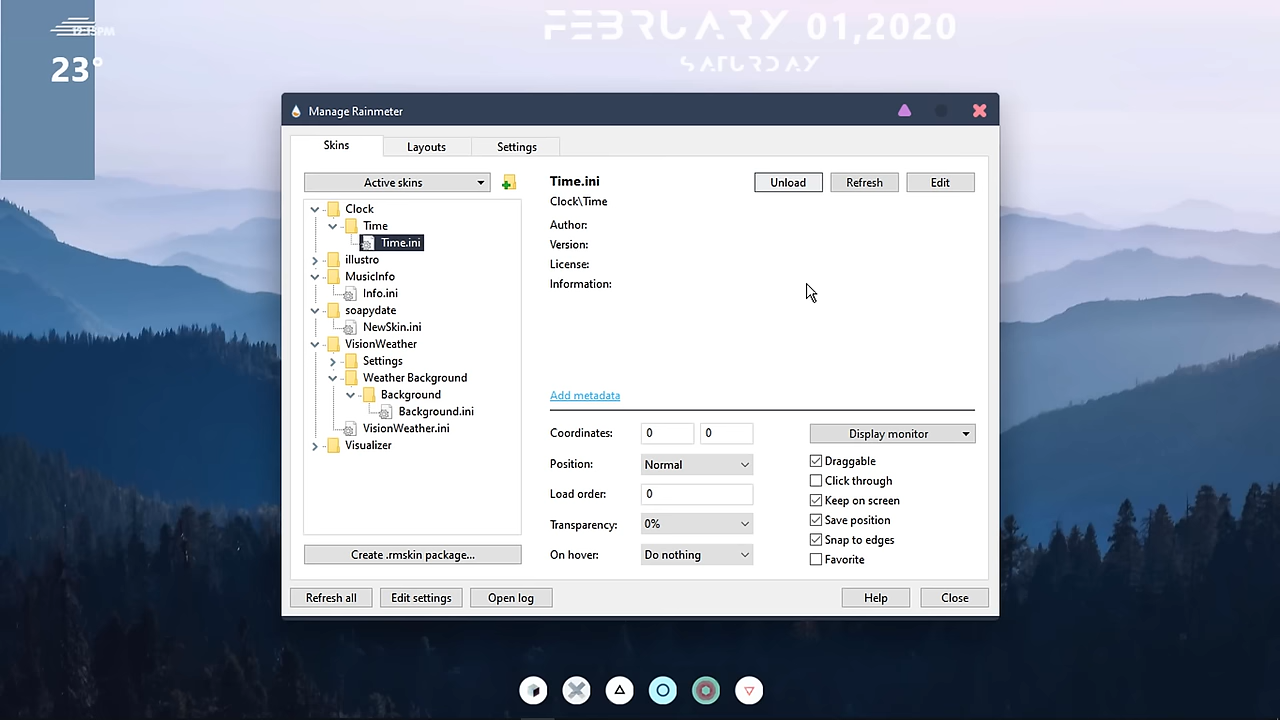 FEBRUARY 01,2020
SATURDAY
12:15PM
23°
Manage Rainmeter
Skins
Layouts
Settings
Active skins
Clock
Time
Time.ini
illustro
MusicInfo
Info.ini
soapydate
NewSkin.ini
VisionWeather
Settings
Weather Background
Background
Background.ini
VisionWeather.ini
Visualizer
Create .rmskin package...
Time.ini
Unload
Refresh
Edit
Clock\Time
Author:
Version:
License:
Information:
Add metadata
Coordinates: 0 0
Position: Normal
Load order: 0
Transparency: 0%
On hover: Do nothing
Display monitor
Draggable
Click through
Keep on screen
Save position
Snap to edges
Favorite
Refresh all
Edit settings
Open log
Help
Close